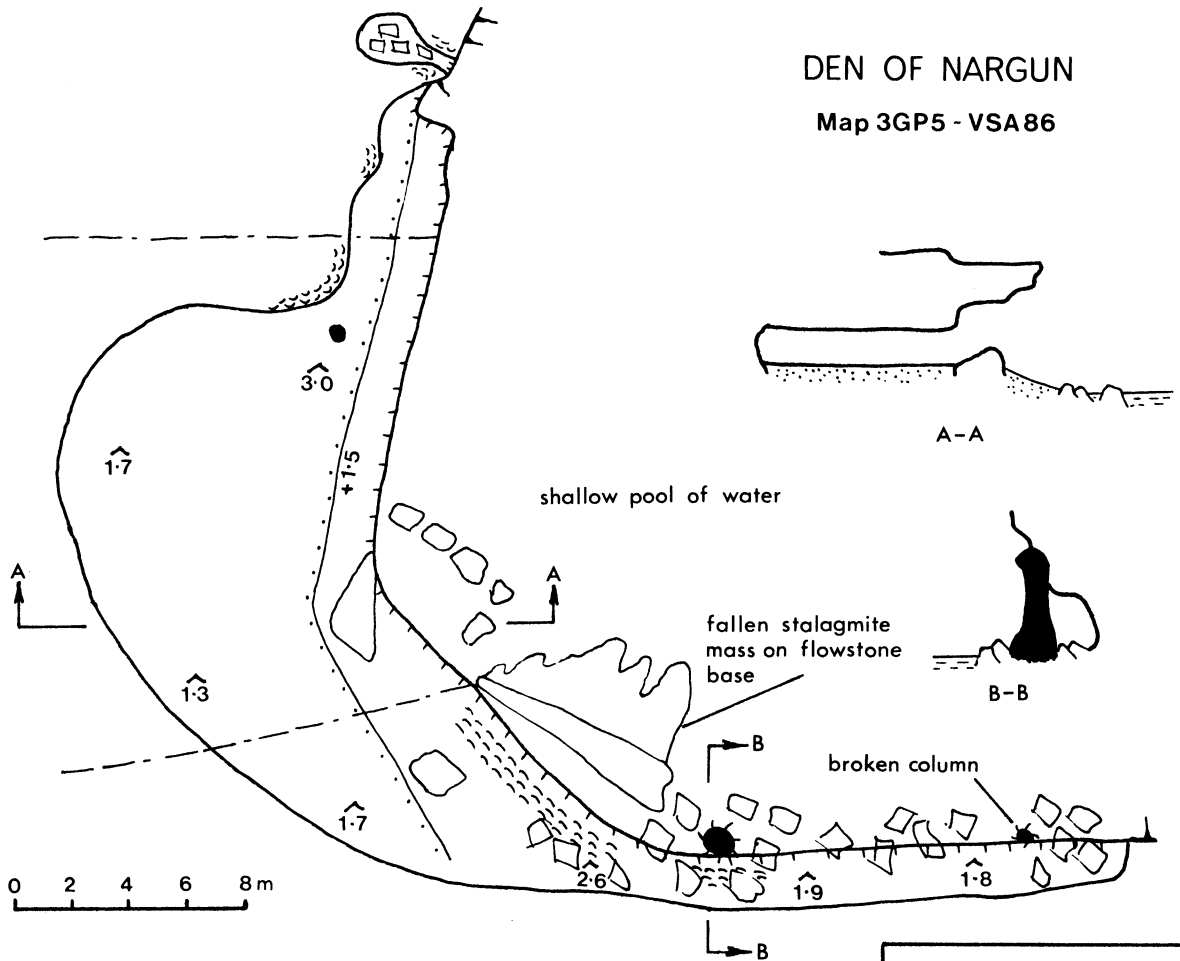 DEN OF NARGUN
Map 3GP5 - VSA86
3·0
1·7
+1·5
A-A
shallow pool of water
A
A
fallen stalagmite
mass on flowstone
base
B-B
1·3
B
broken column
1·7
2·6
1·9
1·8
0 2 4 6 8 m
B